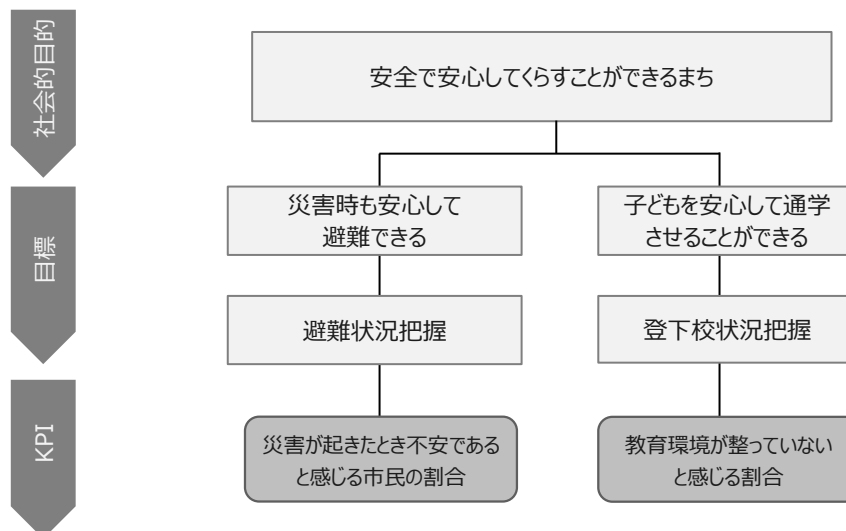 社会的目的
安全で安心してくらすことができるまち
目標
災害時も安心して
避難できる
子どもを安心して通学
させることができる
避難状況把握
登下校状況把握
KPI
災害が起きたとき不安である
と感じる市民の割合
教育環境が整っていない
と感じる割合